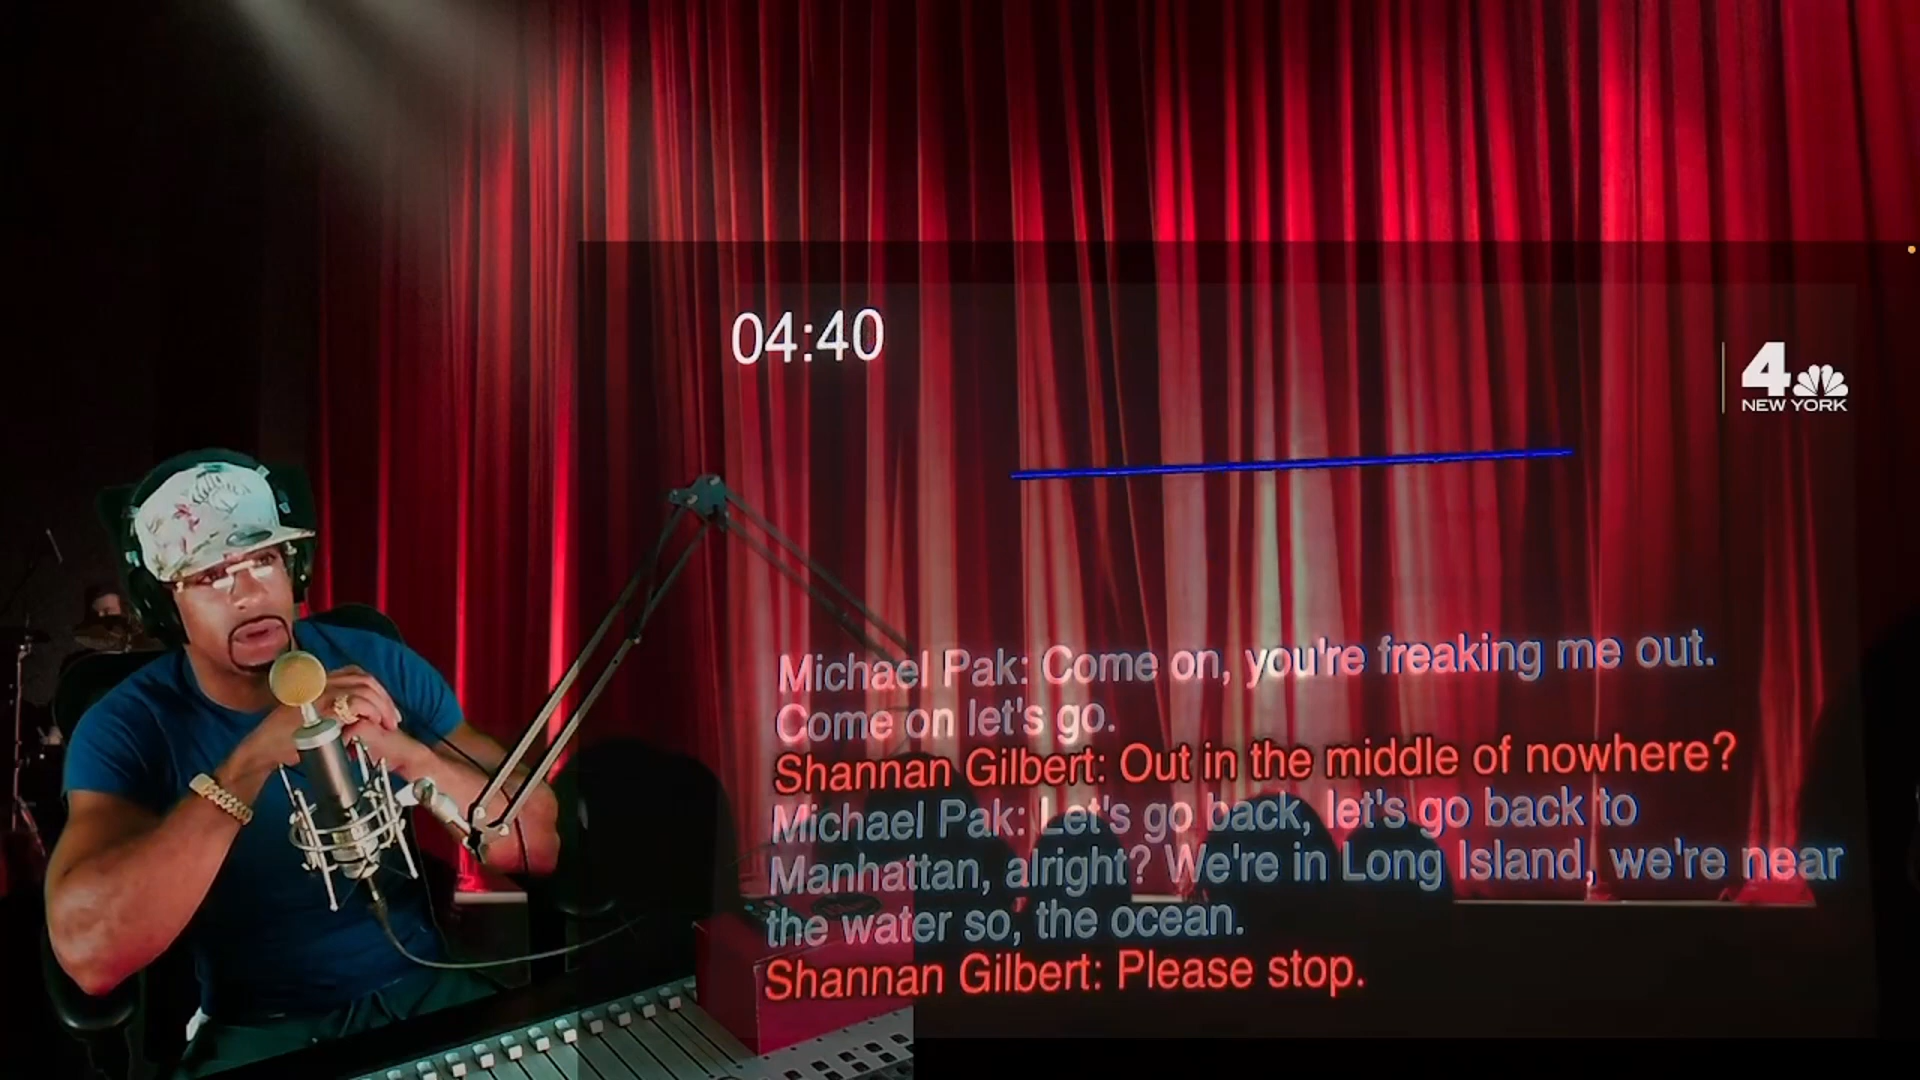 04:40
4
NEW YORK
Michael Pak: Come on, you're freaking me out.
Come on let's go.
Shannan Gilbert: Out in the middle of nowhere?
Michael Pak: Let's go back, let's go back to
Manhattan, alright? We're in Long Island, we're near
the water so, the ocean.
Shannan Gilbert: Please stop.